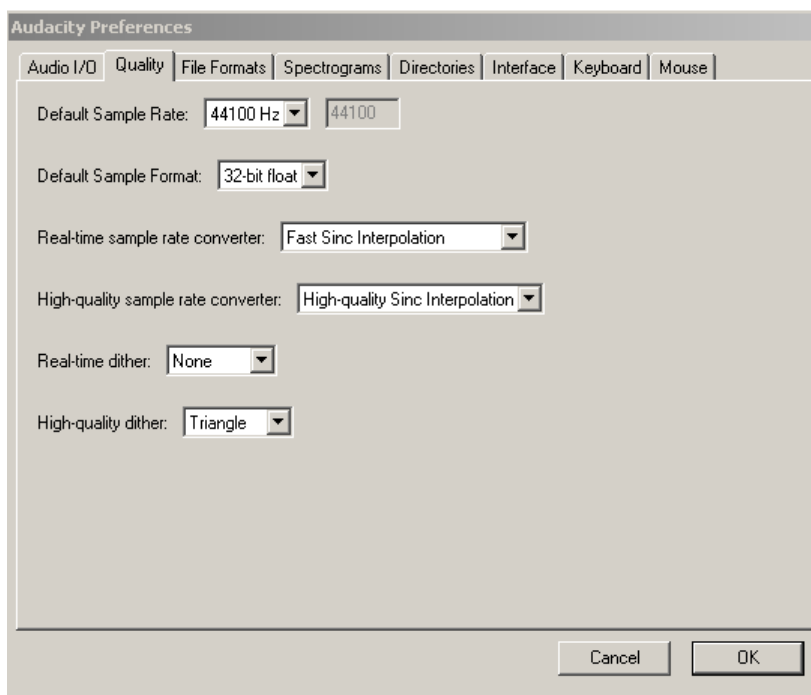 Audacity Preferences
Audio I/O Quality File Formats Spectrograms Directories Interface Keyboard Mouse
Default Sample Rate: 44100 Hz 44100
Default Sample Format: 32-bit float
Real-time sample rate converter: Fast Sinc Interpolation
High-quality sample rate converter: High-quality Sinc Interpolation
Real-time dither: None
High-quality dither: Triangle
Cancel OK